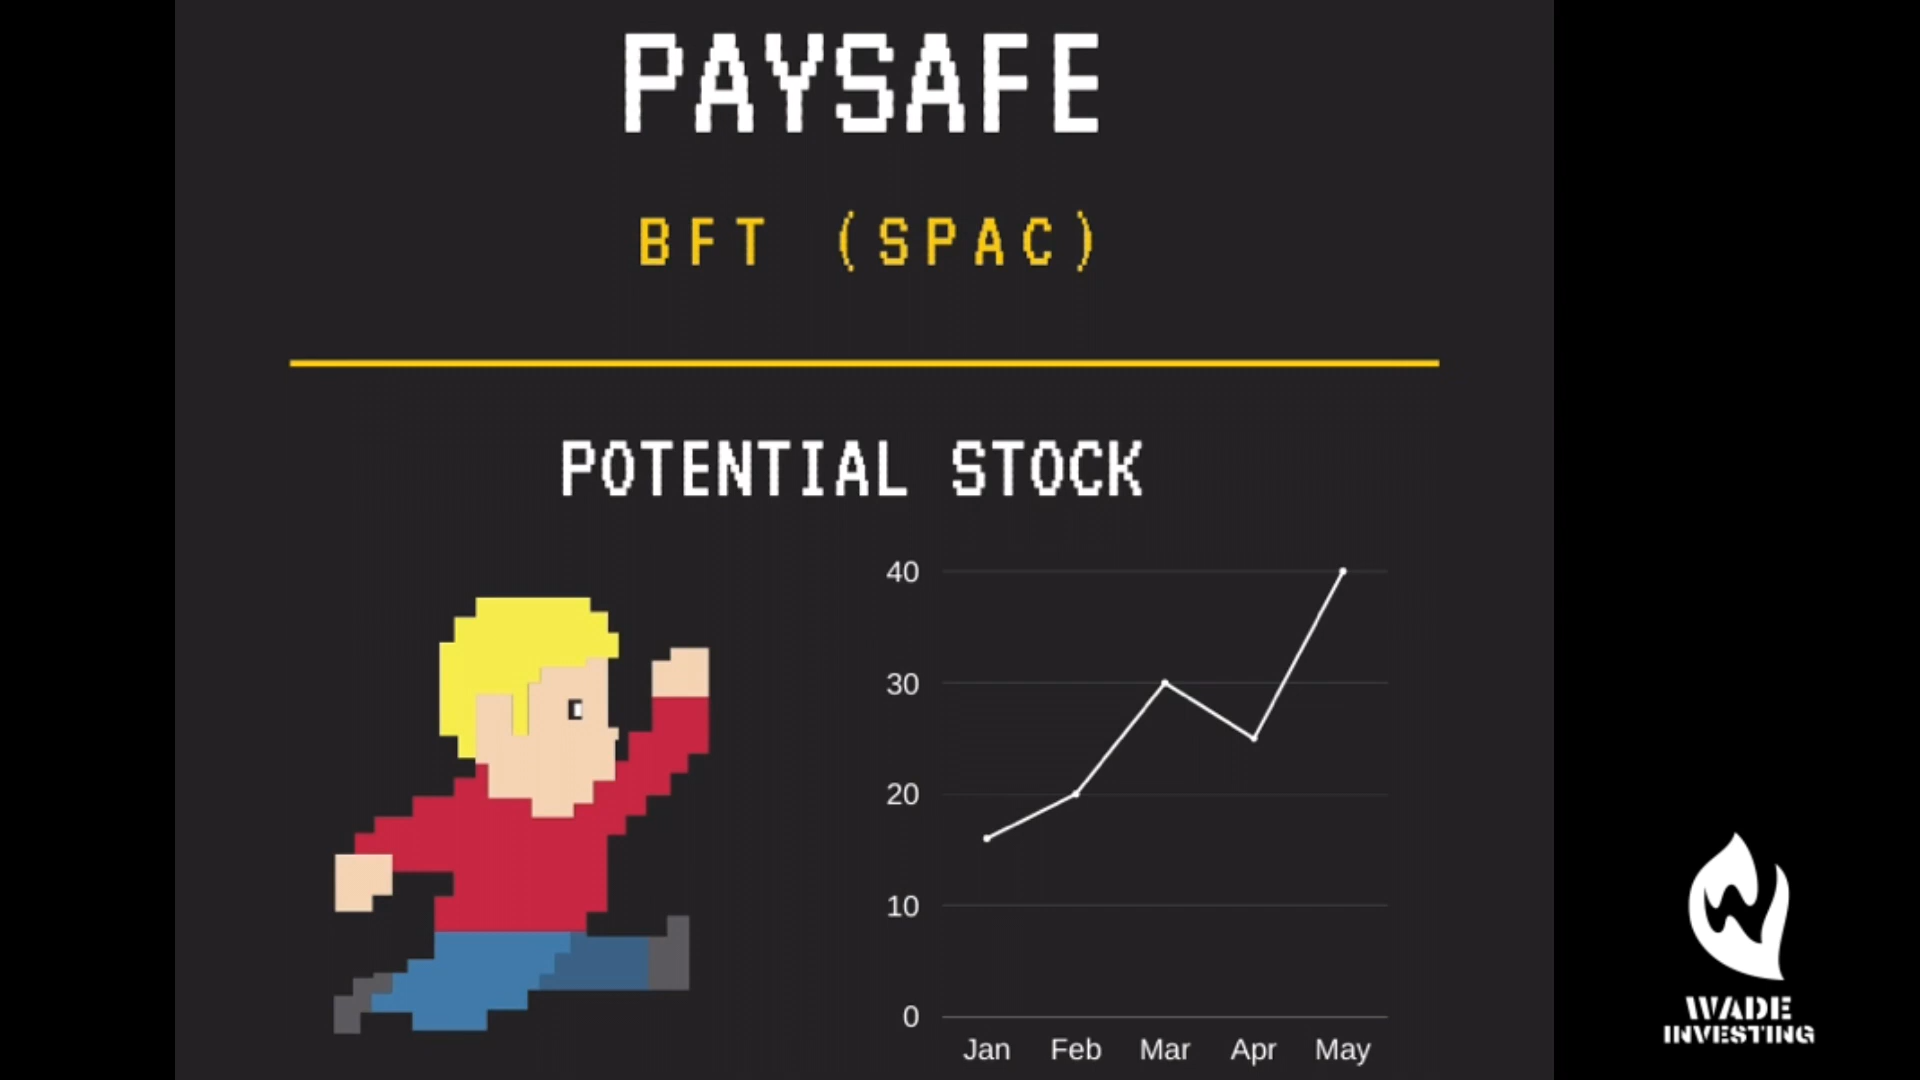 PAYSAFE
BFT (SPAC)
POTENTIAL STOCK
40
30
20
10
0
Jan Feb Mar Apr May
WADE
INVESTING